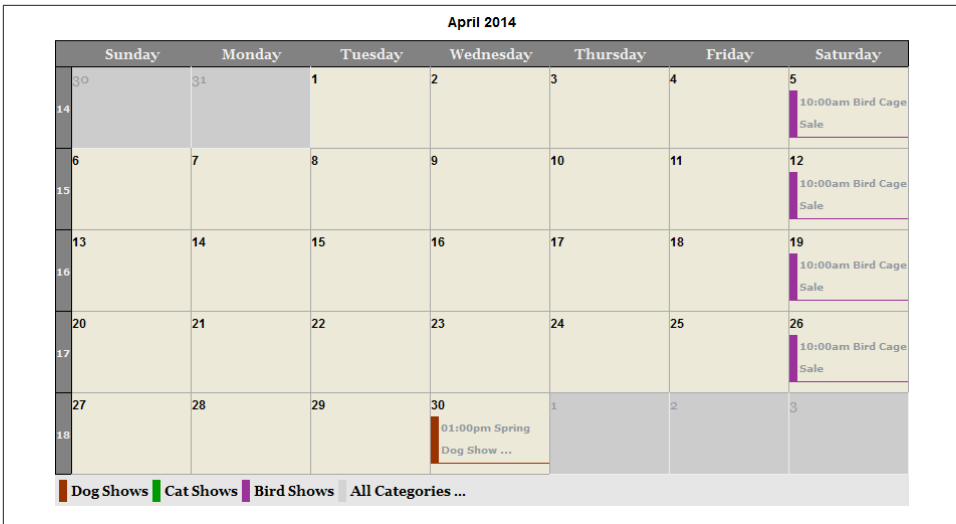 April 2014
Sunday Monday Tuesday Wednesday Thursday Friday Saturday
14 30 31 1 2 3 4 5
10:00am Bird Cage
Sale
15 6 7 8 9 10 11 12
10:00am Bird Cage
Sale
16 13 14 15 16 17 18 19
10:00am Bird Cage
Sale
17 20 21 22 23 24 25 26
10:00am Bird Cage
Sale
18 27 28 29 30 1 2 3
01:00pm Spring
Dog Show ...
Dog Shows Cat Shows Bird Shows All Categories ...